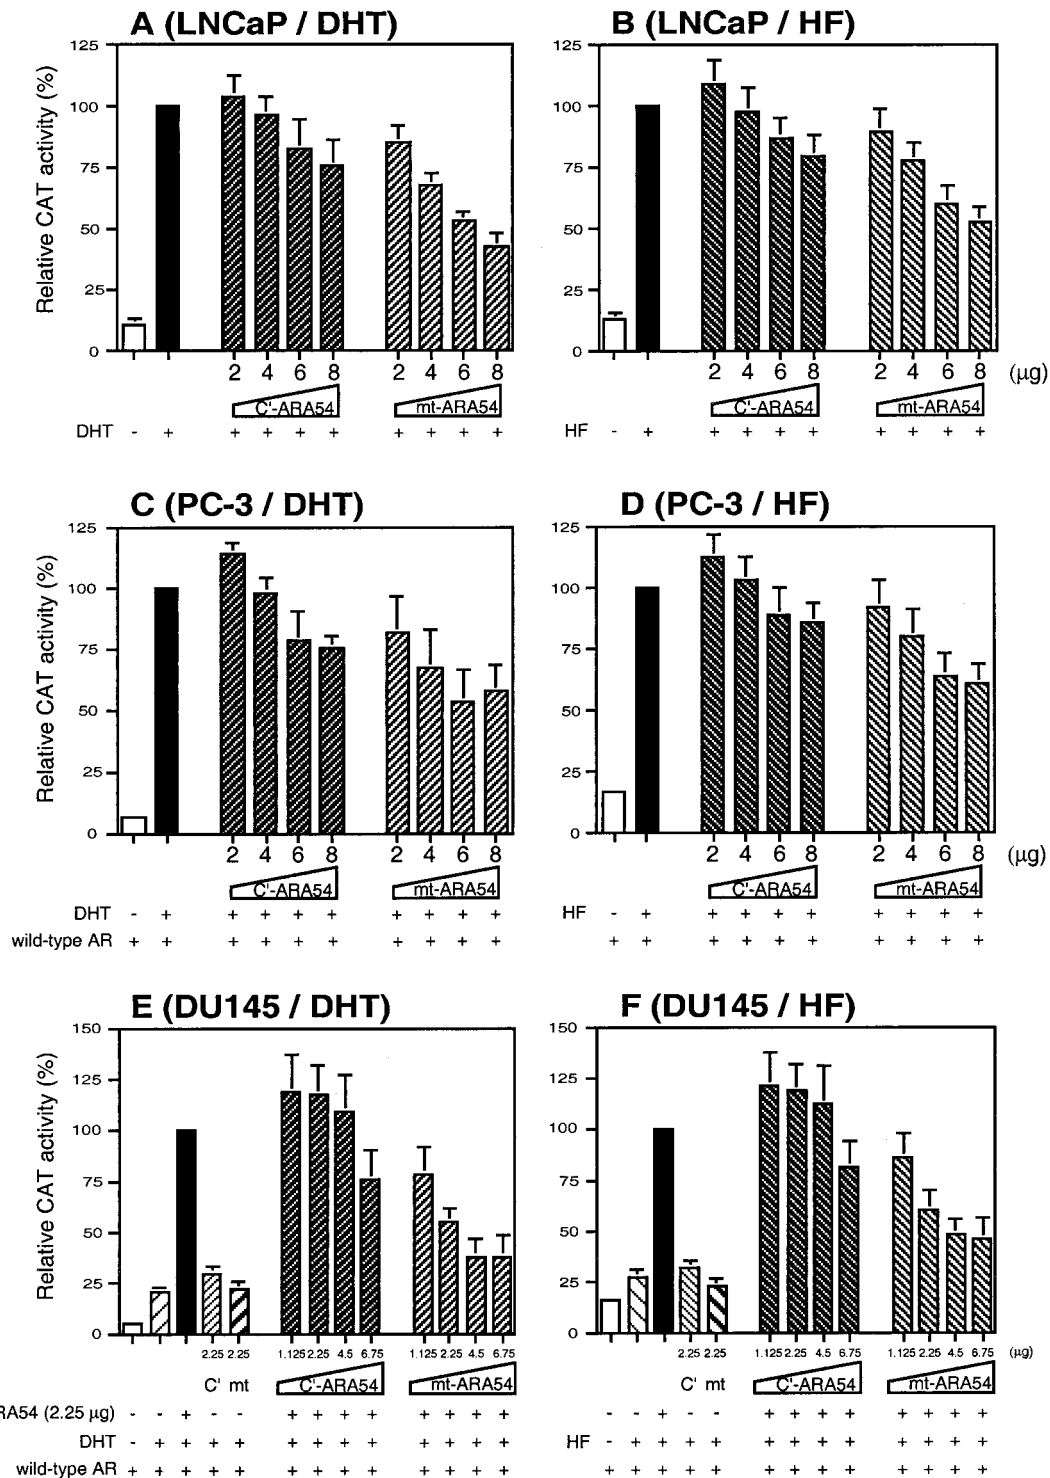 A (LNCaP / DHT)
B (LNCaP / HF)
Relative CAT activity (%)
125
100
75
50
25
0
125
100
75
50
25
0
2 4 6 8 2 4 6 8
2 4 6 8 2 4 6 8 (µg)
C'-ARA54 mt-ARA54
C'-ARA54 mt-ARA54
DHT - + + + + + + + + +
HF - + + + + + + + + +
C (PC-3 / DHT)
D (PC-3 / HF)
Relative CAT activity (%)
125
100
75
50
25
0
125
100
75
50
25
0
2 4 6 8 2 4 6 8
2 4 6 8 2 4 6 8 (µg)
C'-ARA54 mt-ARA54
C'-ARA54 mt-ARA54
DHT - + + + + + + + + +
HF - + + + + + + + + +
wild-type AR + + + + + + + + + +
+ + + + + + + + + +
E (DU145 / DHT)
F (DU145 / HF)
Relative CAT activity (%)
150
125
100
75
50
25
0
150
125
100
75
50
25
0
2.25 2.25 1.125 2.25 4.5 6.75 1.125 2.25 4.5 6.75
2.25 2.25 1.125 2.25 4.5 6.75 1.125 2.25 4.5 6.75 (µg)
C' mt C'-ARA54 mt-ARA54
C' mt C'-ARA54 mt-ARA54
RA54 (2.25 µg) - - + - - + + + + + + + +
- - + - - + + + + + + + +
DHT - + + + + + + + + + + + +
HF - + + + + + + + + + + + +
wild-type AR + + + + + + + + + + + + +
+ + + + + + + + + + + + +